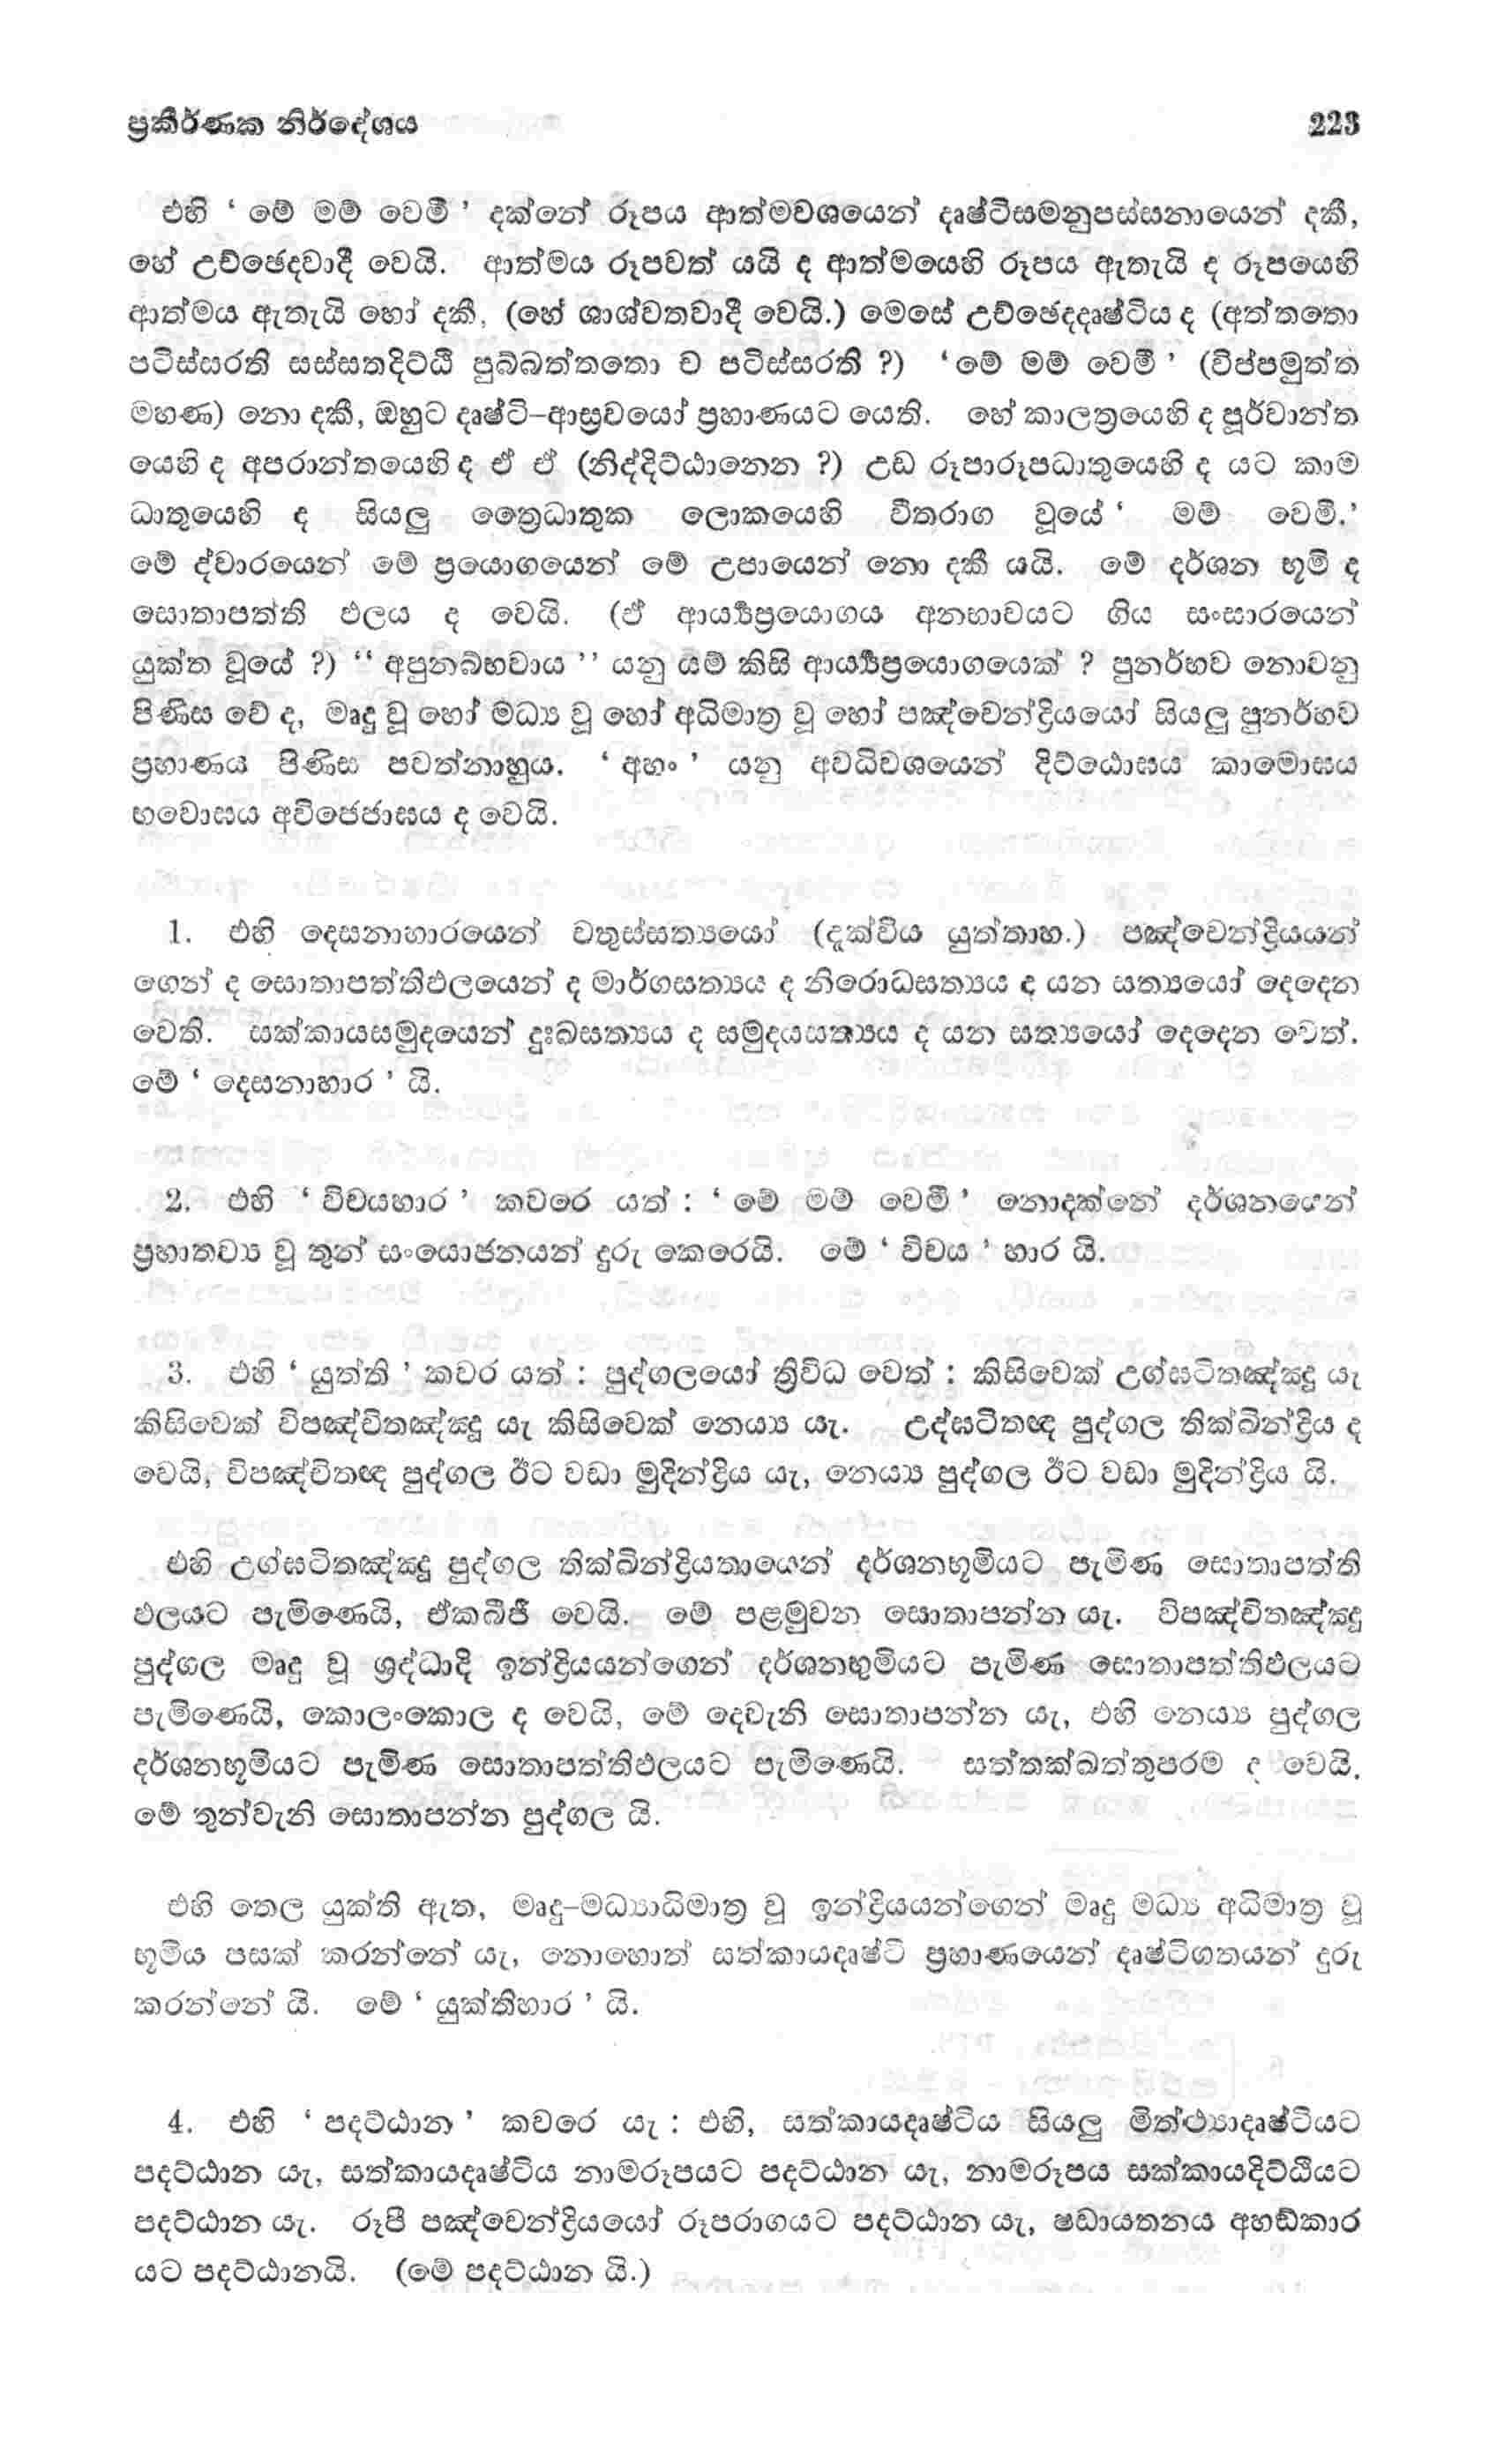 ප්‍රකීර්ණක නිර්දේශය 223
එහි ‘ මේ මම් වෙමී ’ දක්නේ රූපය ආත්මවශයෙන් දෘෂ්ටිසමනුපස්සනායෙන් දකී,
හේ උච්ඡෙදවාදී වෙයි. ආත්මය රූපවත් යයි ද ආත්මයෙහි රූපය ඇතැයි ද රූපයෙහි
ආත්මය ඇතැයි හෝ දකී, (හේ ශාශ්වතවාදී වෙයි.) මෙසේ උච්ඡෙදදෘෂ්ටිය ද (අත්තතො
පටිස්සරති සස්සතදිට්ඨි පුබ්බත්තතො ච පටිස්සරති ?) ‘මේ මම් වෙමී ’ (විප්පමුත්ත
මහණ) නො දකී, ඔහුට දෘෂ්ටි–ආස්‍රවයෝ ප්‍රහාණයට යෙති. හේ කාලත්‍රයෙහි ද පූර්වාන්ත
යෙහි ද අපරාන්තයෙහි ද ඒ ඒ (නිද්දිට්ඨානෙන ?) උඩ රූපාරූපධාතුයෙහි ද යට කාම
ධාතුයෙහි ද සියලු ත්‍රෛධාතුක ලොකයෙහි වීතරාග වූයේ ‘ මම් වෙමි.’
මේ ද්වාරයෙන් මේ ප්‍රයොගයෙන් මේ උපායෙන් නො දකී යයි. මේ දර්ශන භූමි ද
සොතාපත්ති ඵලය ද වෙයි. (ඒ ආර්‍ය්‍යප්‍රයොගය අනභාවයට ගිය සංසාරයෙන්
යුක්ත වූයේ ?) ‘‘ අපුනබ්භවාය ’’ යනු යම් කිසි ආර්‍ය්‍යප්‍රයොගයෙක් ? පුනර්භව නොවනු
පිණිස වේ ද, මෘදු වූ හෝ මධ්‍ය වූ හෝ අධිමාත්‍ර වූ හෝ පඤ්චෙන්ද්‍රියයෝ සියලු පුනර්භව
ප්‍රහාණය පිණිස පවත්නාහුය. ‘ අහං ’ යනු අවධිවශයෙන් දිට්ඨොඝය කාමොඝය
භවොඝය අවිජ්ජොඝය ද වෙයි.
1. එහි දෙසනාහාරයෙන් චතුස්සත්‍යයෝ (දැක්විය යුත්තාහ.) පඤ්චෙන්ද්‍රියයන්
ගෙන් ද සොතාපත්තිඵලයෙන් ද මාර්ගසත්‍යය ද නිරොධසත්‍යය ද යන සත්‍යයෝ දෙදෙන
වෙති. සක්කායසමුදයෙන් දුඃඛසත්‍යය ද සමුදයසත්‍යය ද යන සත්‍යයෝ දෙදෙන වෙත්.
මේ ‘ දෙසනාහාර ’ යි.
2. එහි ‘ විචයහාර ’ කවරෙ යත් : ‘ මේ මම් වෙමී ’ නොදක්නේ දර්ශනයෙන්
ප්‍රහාතව්‍ය වූ තුන් සංයොජනයන් දුරු කෙරෙයි. මේ ‘ විචය ’ හාර යි.
3. එහි ‘ යුත්ති ’ කවර යත් : පුද්ගලයෝ ත්‍රිවිධ වෙත් : කිසිවෙක් උග්ඝටිතඤ්ඤූ යැ
කිසිවෙක් විපඤ්චිතඤ්ඤූ යැ කිසිවෙක් නෙය්‍ය යැ. උද්ඝටිතඥ පුද්ගල තික්ඛින්ද්‍රිය ද
වෙයි, විපඤ්චිතඥ පුද්ගල ඊට වඩා මුදින්ද්‍රිය යැ, නෙය්‍ය පුද්ගල ඊට වඩා මුදින්ද්‍රිය යි.
එහි උග්ඝටිතඤ්ඤූ පුද්ගල තික්ඛින්ද්‍රියතායෙන් දර්ශනභූමියට පැමිණ සොතාපත්ති
ඵලයට පැමිණෙයි, ඒකබීජී වෙයි. මේ පළමුවන සොතාපන්න යැ. විපඤ්චිතඤ්ඤූ
පුද්ගල මෘදු වූ ශ්‍රද්ධාදි ඉන්ද්‍රියයන්ගෙන් දර්ශනභුමියට පැමිණ සොතාපත්තිඵලයට
පැමිණෙයි, කොලංකොල ද වෙයි, මේ දෙවැනි සොතාපන්න යැ, එහි නෙය්‍ය පුද්ගල
දර්ශනභූමියට පැමිණ සොතාපත්තිඵලයට පැමිණෙයි. සත්තක්ඛත්තුපරම ද වෙයි.
මේ තුන්වැනි සොතාපන්න පුද්ගල යි.
එහි තෙල යුක්ති ඇත, මෘදු–මධ්‍යාධිමාත්‍ර වූ ඉන්ද්‍රියයන්ගෙන් මෘදු මධ්‍ය අධිමාත්‍ර වූ
භූමිය පසක් කරන්නේ යැ, නොහොත් සත්කායදෘෂ්ටි ප්‍රහාණයෙන් දෘෂ්ටිගතයන් දුරු
කරන්නේ යි. මේ ‘ යුක්තිහාර ’ යි.
4. එහි ‘ පදට්ඨාන ’ කවරෙ යැ : එහි, සත්කායදෘෂ්ටිය සියලු මිත්ථ්‍යාදෘෂ්ටියට
පදට්ඨාන යැ, සත්කායදෘෂ්ටිය නාමරූපයට පදට්ඨාන යැ, නාමරූපය සක්කායදිට්ඨියට
පදට්ඨාන යැ. රූපී පඤ්චෙන්ද්‍රියයෝ රූපරාගයට පදට්ඨාන යැ, ෂඩායතනය අහඞ්කාර
යට පදට්ඨානයි. (මේ පදට්ඨාන යි.)